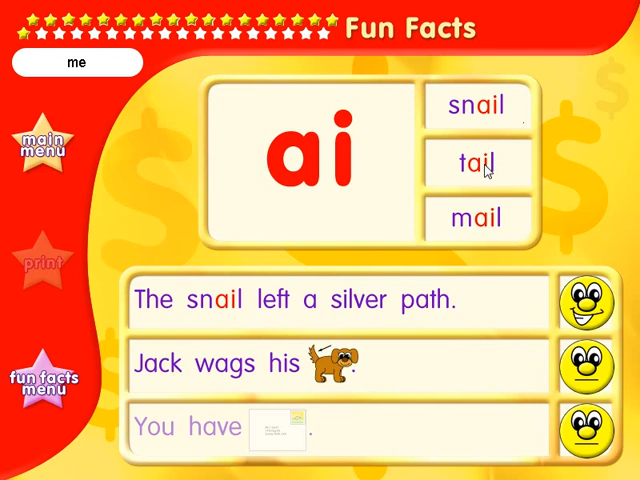 Fun Facts
me
main
menu
print
fun facts
menu
ai
snail
tail
mail
The snail left a silver path.
Jack wags his .
You have .